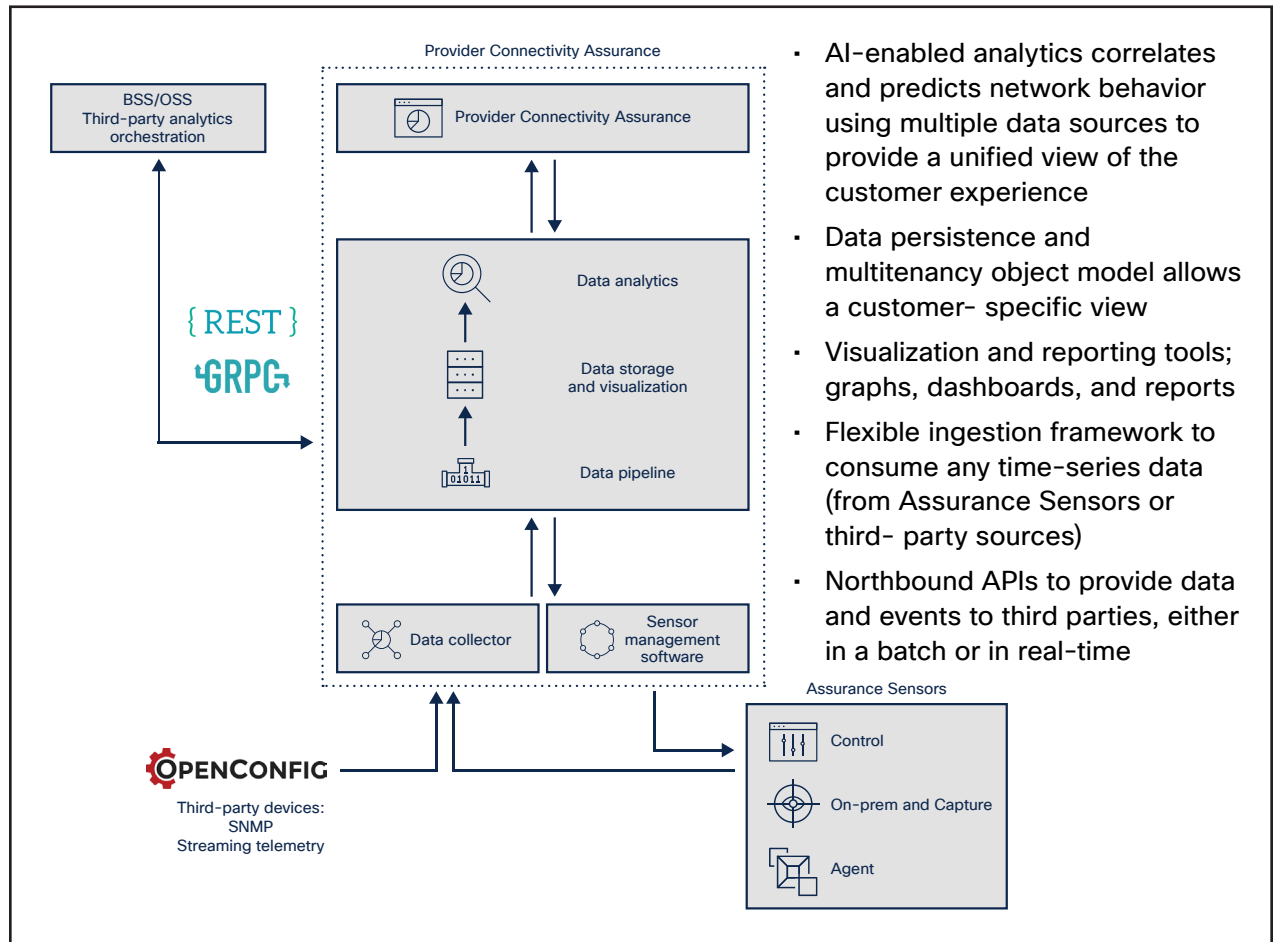 Provider Connectivity Assurance
BSS/OSS
Third-party analytics
orchestration
Provider Connectivity Assurance
Data analytics
{ REST }
GRPC
Data storage
and visualization
1
01011
Data pipeline
Data collector
Sensor
management
software
OPENCONFIG
Third-party devices:
SNMP
Streaming telemetry
Assurance Sensors
Control
On-prem and Capture
Agent
▪ AI-enabled analytics correlates
and predicts network behavior
using multiple data sources to
provide a unified view of the
customer experience
▪ Data persistence and
multitenancy object model allows
a customer- specific view
▪ Visualization and reporting tools;
graphs, dashboards, and reports
▪ Flexible ingestion framework to
consume any time-series data
(from Assurance Sensors or
third- party sources)
▪ Northbound APIs to provide data
and events to third parties, either
in a batch or in real-time